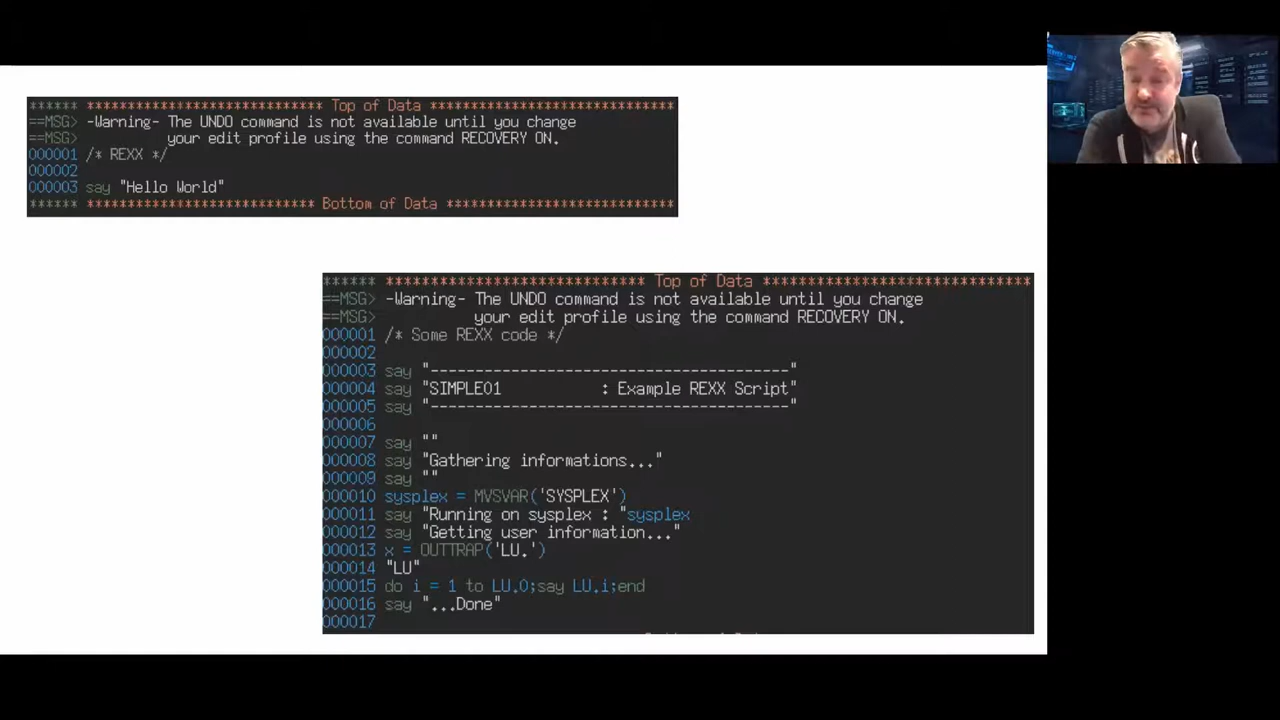 ****** **************************** Top of Data *****************************
==MSG> -Warning- The UNDO command is not available until you change
==MSG>           your edit profile using the command RECOVERY ON.
000001 /* REXX */
000002
000003 say "Hello World"
****** *************************** Bottom of Data ***************************
****** ***************************** Top of Data ******************************
==MSG> -Warning- The UNDO command is not available until you change
==MSG>           your edit profile using the command RECOVERY ON.
000001 /* Some REXX code */
000002
000003 say "----------------------------------------"
000004 say "SIMPLE01           : Example REXX Script"
000005 say "----------------------------------------"
000006
000007 say ""
000008 say "Gathering informations..."
000009 say ""
000010 sysplex = MVSVAR('SYSPLEX')
000011 say "Running on sysplex : "sysplex
000012 say "Getting user information..."
000013 x = OUTTRAP('LU.')
000014 "LU"
000015 do i = 1 to LU.0;say LU.i;end
000016 say "...Done"
000017